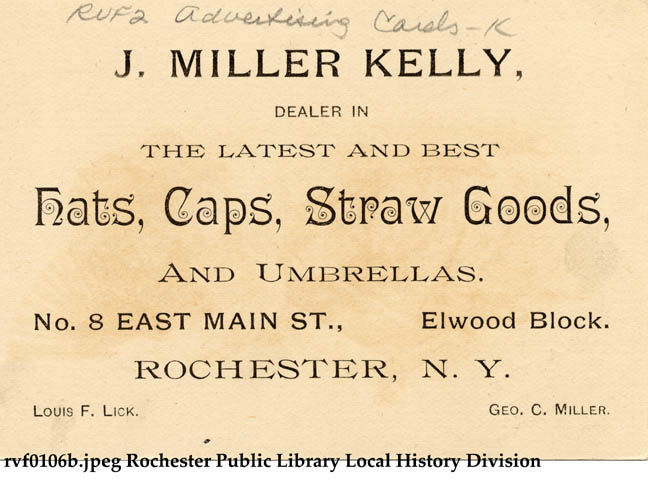 RVF2 Advertising Cards-K
J. MILLER KELLY,
DEALER IN
THE LATEST AND BEST
Hats, Caps, Straw Goods,
AND UMBRELLAS.
No. 8 EAST MAIN ST., Elwood Block.
ROCHESTER, N. Y.
LOUIS F. LICK. GEO. C. MILLER.
rvf0106b.jpeg Rochester Public Library Local History Division